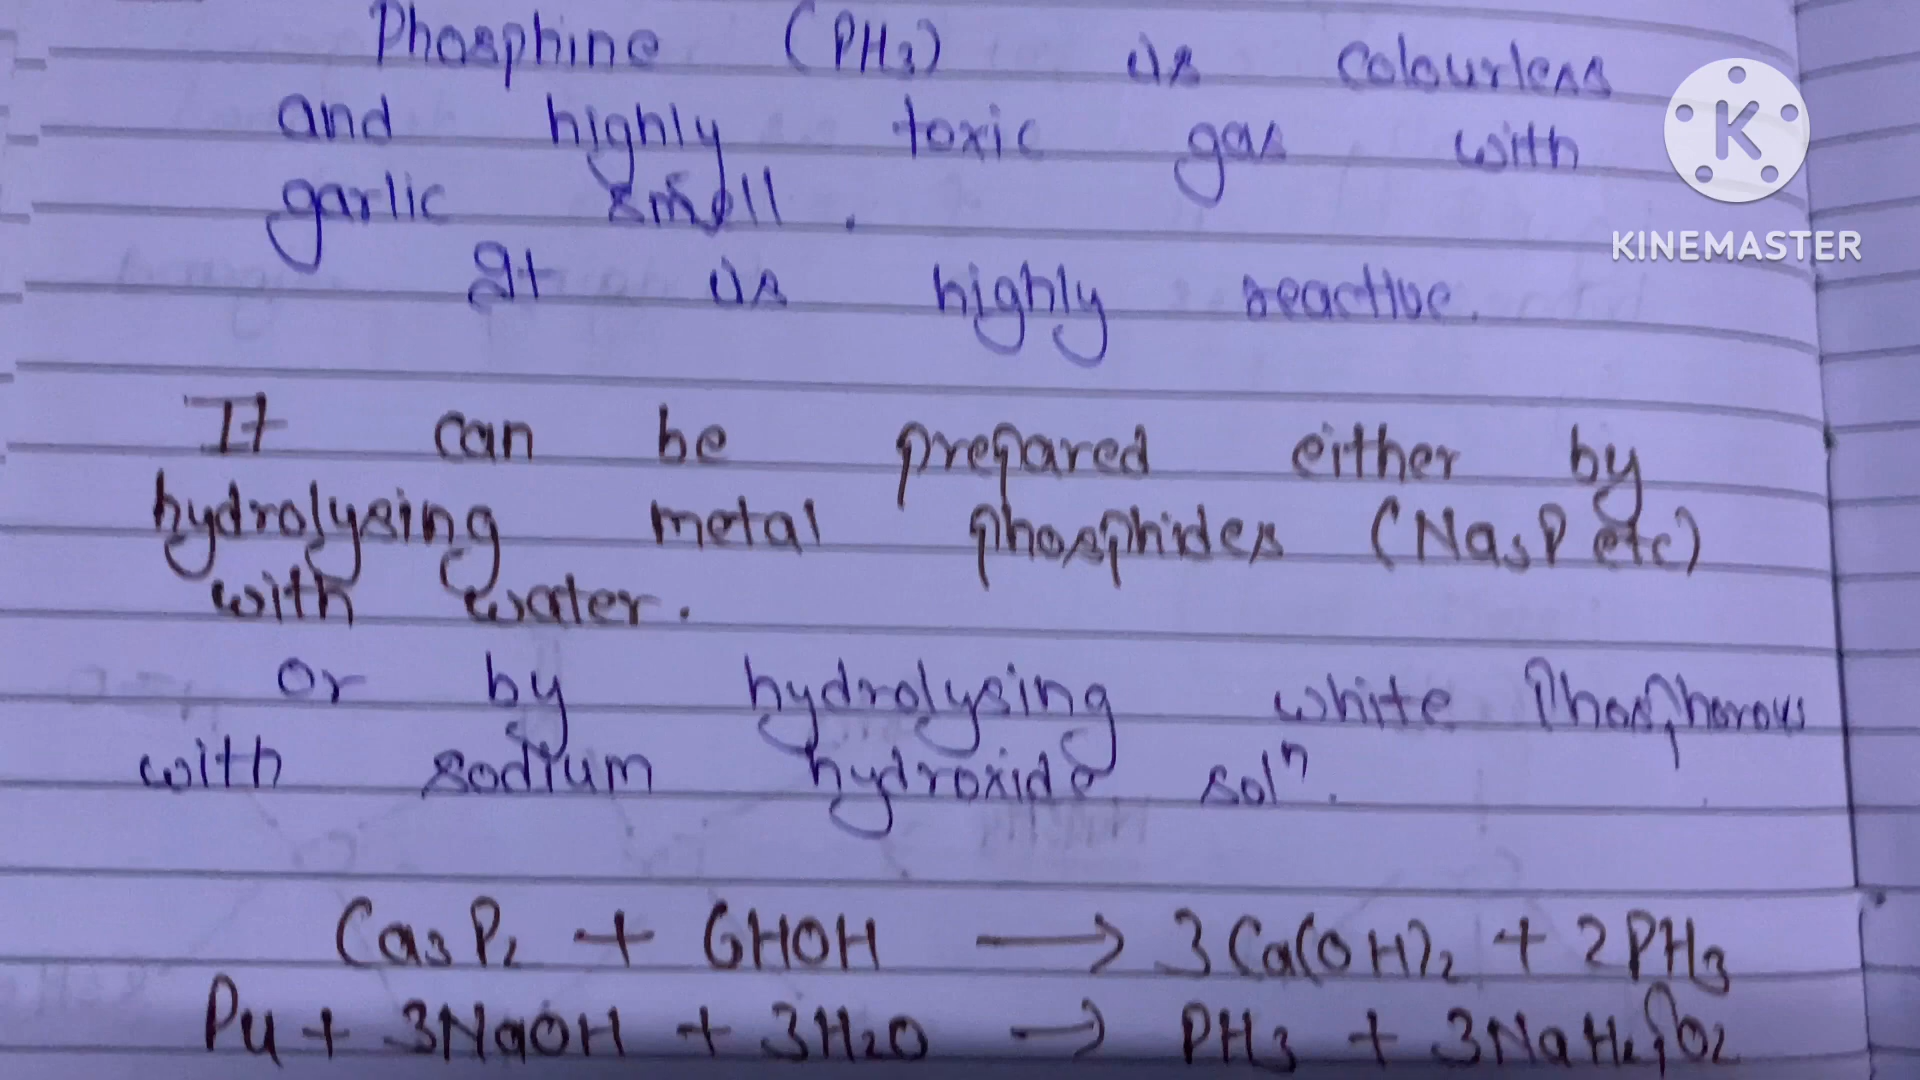 Phosphine (PH3) is colourless
and highly toxic gas with
garlic smell.
It is highly reactive.
It can be prepared either by
hydrolysing metal phosphides (Na3P etc)
with water.
or by hydrolysing white Phosphorous
with sodium hydroxide solⁿ.
Ca3P2 + 6HOH → 3Ca(OH)2 + 2PH3
P4 + 3NaOH + 3H2O → PH3 + 3NaH2PO2
K
KINEMASTER